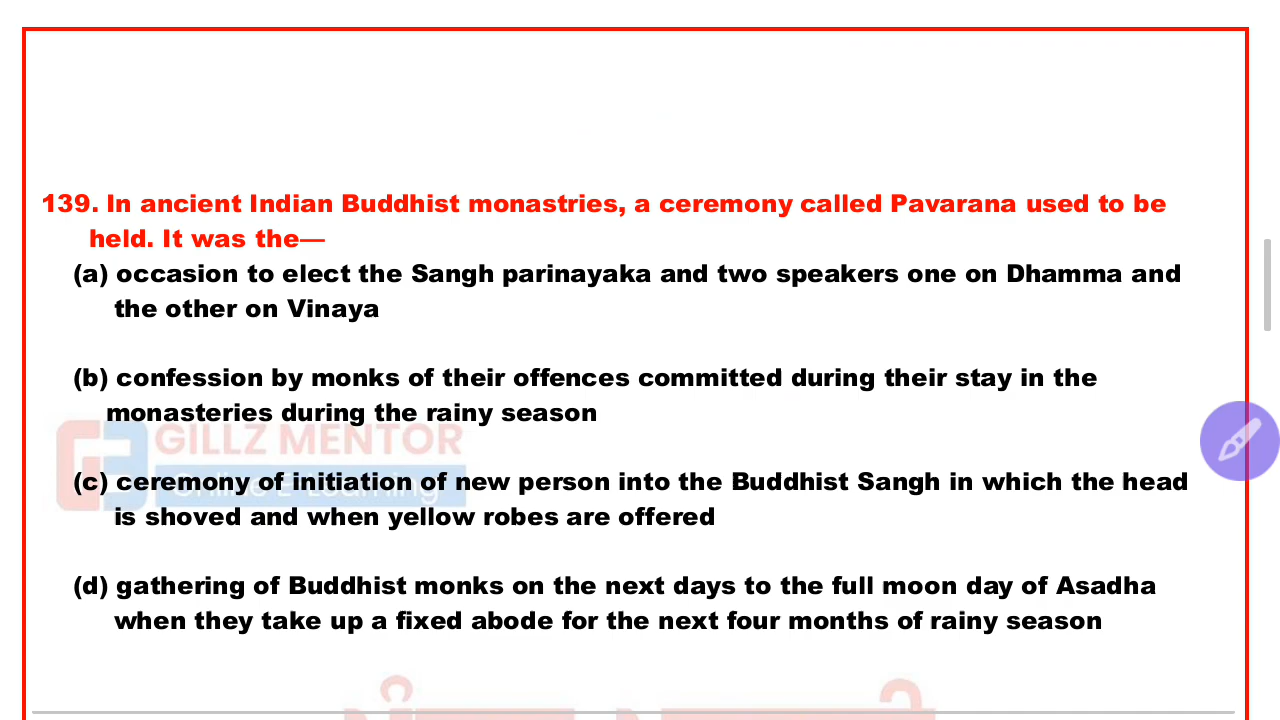 139. In ancient Indian Buddhist monastries, a ceremony called Pavarana used to be
held. It was the—
(a) occasion to elect the Sangh parinayaka and two speakers one on Dhamma and
the other on Vinaya
(b) confession by monks of their offences committed during their stay in the
monasteries during the rainy season
GILLZ MENTOR
Online E-Learning
(c) ceremony of initiation of new person into the Buddhist Sangh in which the head
is shoved and when yellow robes are offered
(d) gathering of Buddhist monks on the next days to the full moon day of Asadha
when they take up a fixed abode for the next four months of rainy season